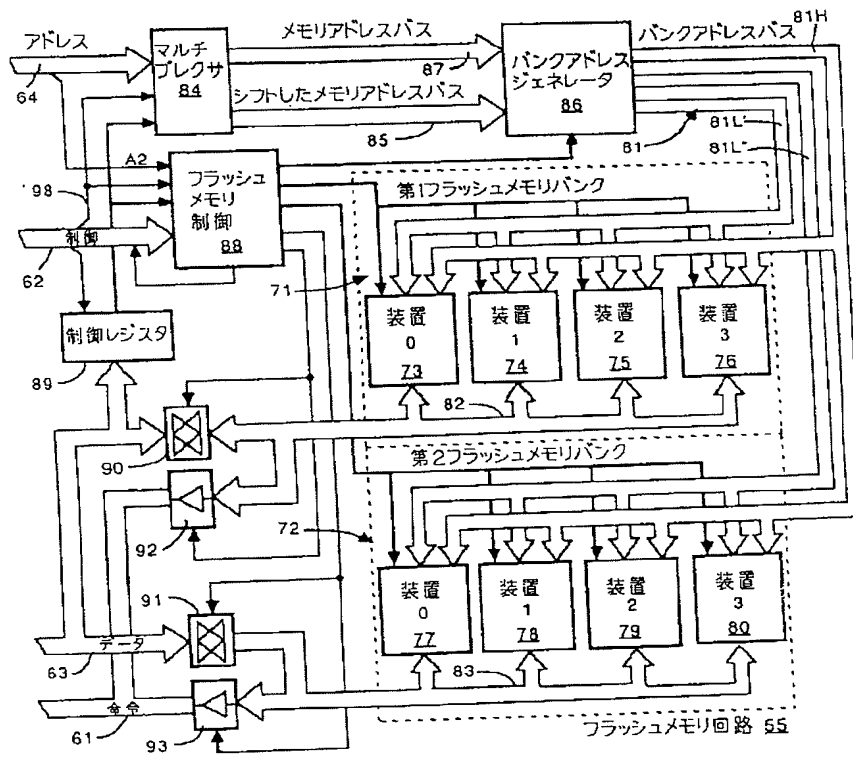 アドレス
64
マルチ
プレクサ
84
メモリアドレスバス
87
シフトしたメモリアドレスバス
85
バンクアドレス
ジェネレータ
86
バンクアドレスバス
81H
81
81L'
81L"
A2
98
フラッシュ
メモリ
制御
88
制御
62
制御レジスタ
89
第1フラッシュメモリバンク
71
装置
0
73
装置
1
74
装置
2
75
装置
3
76
82
90
92
第2フラッシュメモリバンク
72
装置
0
77
装置
1
78
装置
2
79
装置
3
80
83
91
データ
63
命令
61
93
フラッシュメモリ回路 65